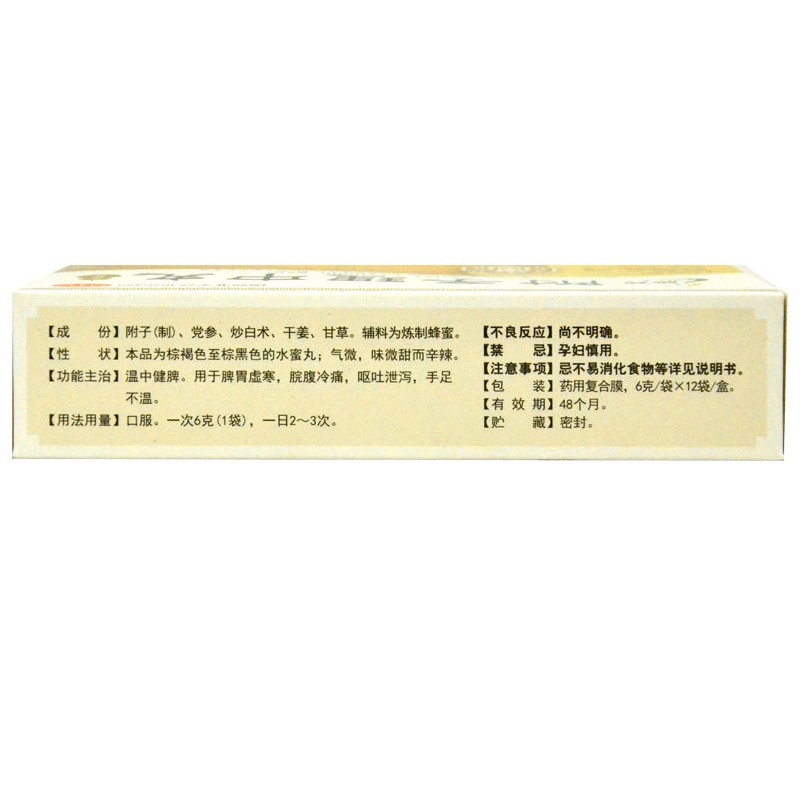 附子理中丸
【成 份】附子(制)、党参、炒白术、干姜、甘草。辅料为炼制蜂蜜。
【性 状】本品为棕褐色至棕黑色的水蜜丸；气微，味微甜而辛辣。
【功能主治】温中健脾。用于脾胃虚寒，脘腹冷痛，呕吐泄泻，手足
不温。
【用法用量】口服。一次6克(1袋)，一日2～3次。
【不良反应】尚不明确。
【禁 忌】孕妇慎用。
【注意事项】忌不易消化食物等详见说明书。
【包 装】药用复合膜，6克/袋×12袋/盒。
【有 效 期】48个月。
【贮 藏】密封。